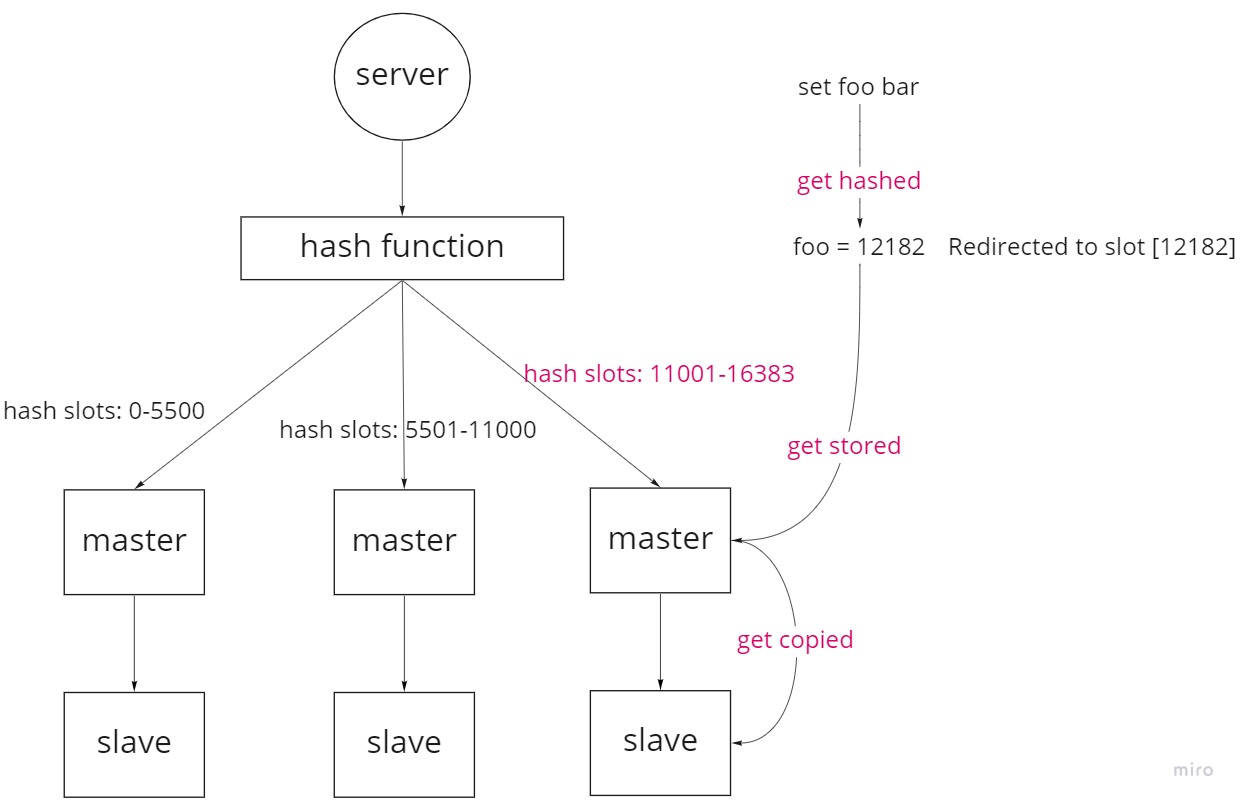 server
set foo bar
get hashed
hash function
foo = 12182 Redirected to slot [12182]
hash slots: 11001-16383
hash slots: 0-5500
hash slots: 5501-11000
get stored
master
master
master
get copied
slave
slave
slave
miro